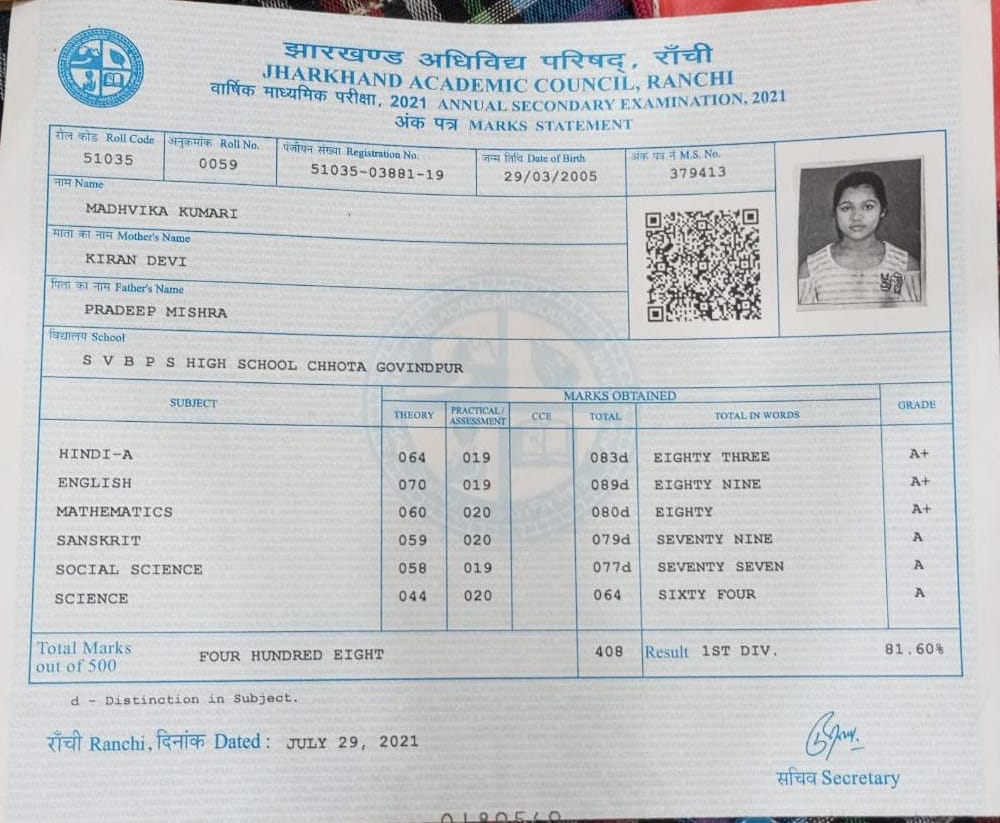 झारखण्ड अधिविद्य परिषद्, राँची
JHARKHAND ACADEMIC COUNCIL, RANCHI
वार्षिक माध्यमिक परीक्षा, 2021 ANNUAL SECONDARY EXAMINATION, 2021
अंक पत्र MARKS STATEMENT
रोल कोड Roll Code अनुक्रमांक Roll No. पंजीयन संख्या Registration No. जन्म तिथि Date of Birth अंक पत्र नं M.S. No.
51035 0059 51035-03881-19 29/03/2005 379413
नाम Name
MADHVIKA KUMARI
माता का नाम Mother's Name
KIRAN DEVI
पिता का नाम Father's Name
PRADEEP MISHRA
विद्यालय School
S V B P S HIGH SCHOOL CHHOTA GOVINDPUR
SUBJECT MARKS OBTAINED GRADE
THEORY PRACTICAL/ ASSESSMENT CCE TOTAL TOTAL IN WORDS
HINDI-A 064 019 083d EIGHTY THREE A+
ENGLISH 070 019 089d EIGHTY NINE A+
MATHEMATICS 060 020 080d EIGHTY A+
SANSKRIT 059 020 079d SEVENTY NINE A
SOCIAL SCIENCE 058 019 077d SEVENTY SEVEN A
SCIENCE 044 020 064 SIXTY FOUR A
Total Marks
out of 500 FOUR HUNDRED EIGHT 408 Result 1ST DIV. 81.60%
d - Distinction in Subject.
राँची Ranchi, दिनांक Dated : JULY 29, 2021
सचिव Secretary